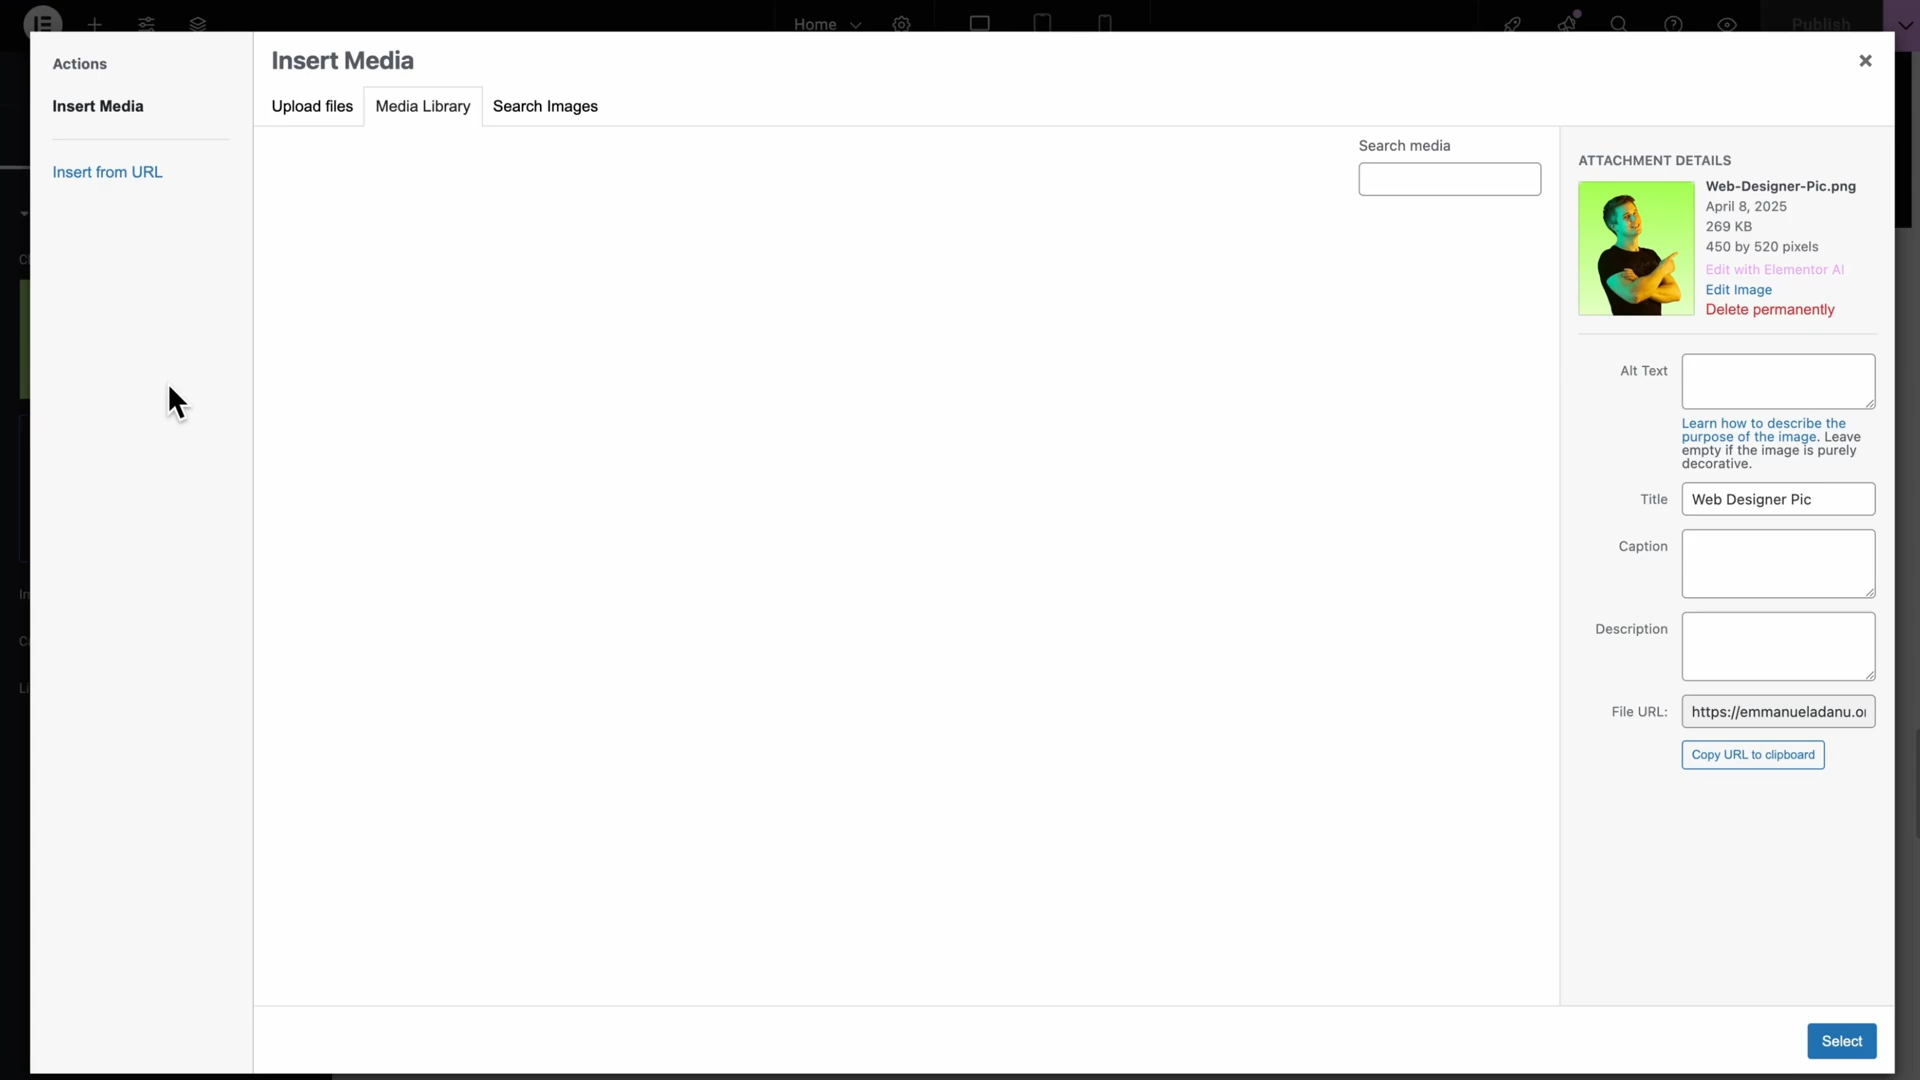 Home
Publish
Actions
Insert Media
Insert from URL
Insert Media
Upload files
Media Library
Search Images
Search media
ATTACHMENT DETAILS
Web-Designer-Pic.png
April 8, 2025
269 KB
450 by 520 pixels
Edit with Elementor AI
Edit Image
Delete permanently
Alt Text
Learn how to describe the
purpose of the image. Leave
empty if the image is purely
decorative.
Title
Web Designer Pic
Caption
Description
File URL:
https://emmanueladanu.o
Copy URL to clipboard
Select